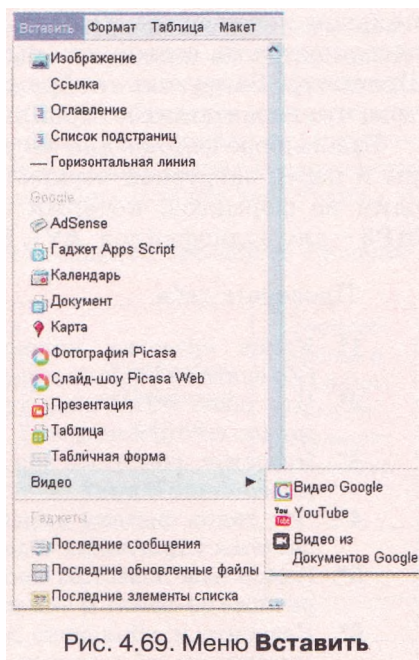 Вставить Формат Таблица Макет
Изображение
Ссылка
Оглавление
Список подстраниц
Горизонтальная линия
Google
AdSense
Гаджет Apps Script
Календарь
Документ
Карта
Фотография Picasa
Слайд-шоу Picasa Web
Презентация
Таблица
Табличная форма
Видео
Видео Google
You Tube YouTube
Видео из
Документов Google
Гаджеты
Последние сообщения
Последние обновленные файлы
Последние элементы списка
Рис. 4.69. Меню Вставить